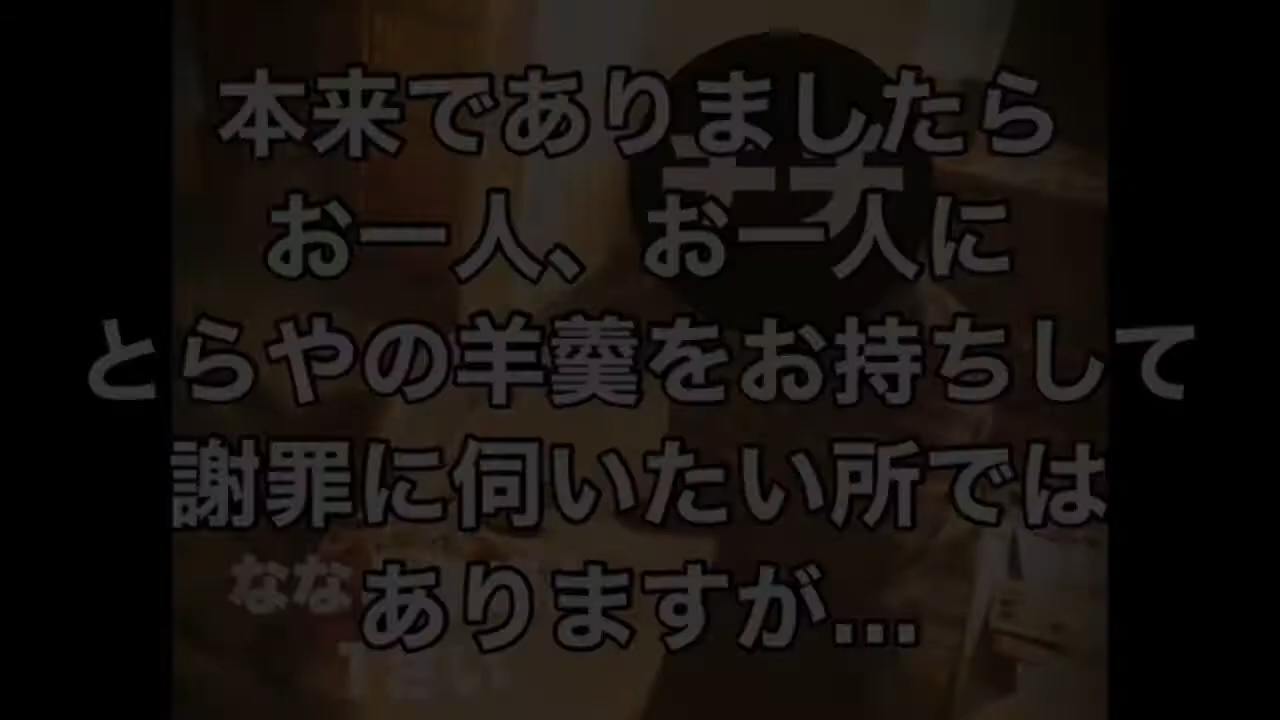 本来でありましたら
お一人、お一人に
とらやの羊羹をお持ちして
謝罪に伺いたい所では
ありますが...
なな